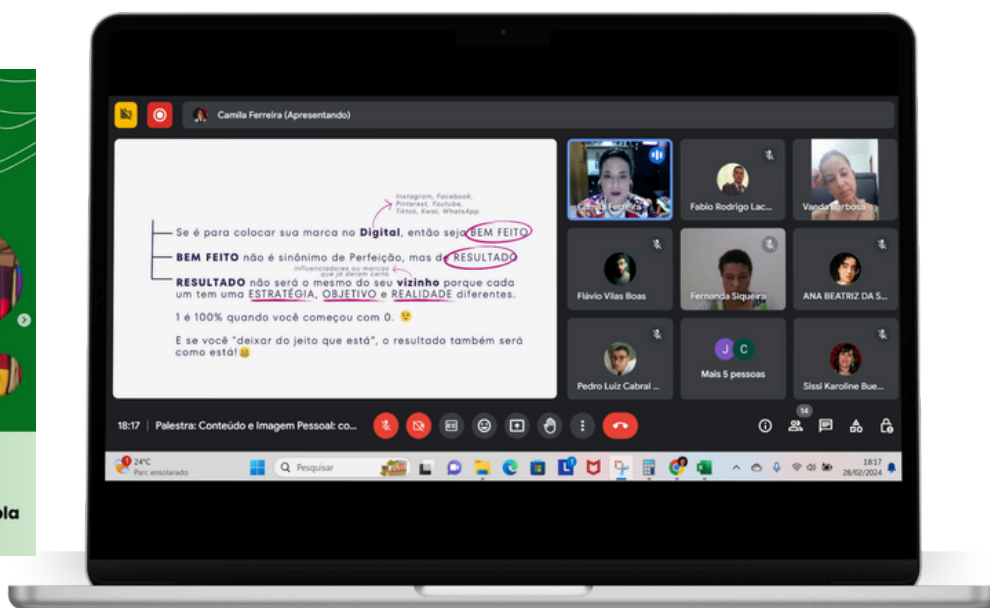 Camila Ferreira (Apresentando)
Instagram, Facebook,
Pinterest, Youtube,
Tiktok, Kwai, WhatsApp
Se é para colocar sua marca no Digital, então seja BEM FEITO
BEM FEITO não é sinônimo de Perfeição, mas de RESULTADO
influenciadores ou marcas
que já deram certo
RESULTADO não será o mesmo do seu vizinho porque cada
um tem uma ESTRATÉGIA, OBJETIVO e REALIDADE diferentes.
1 é 100% quando você começou com 0. 😉
E se você "deixar do jeito que está", o resultado também será
como está! 😬
Camila Ferreira
Fabio Rodrigo Lac...
Vanda Barbosa
Flávio Vilas Boas
Fernanda Siqueira
ANA BEATRIZ DA S...
Pedro Luiz Cabral ...
J C
Mais 5 pessoas
Sissi Karoline Bue...
18:17 | Palestra: Conteúdo e Imagem Pessoal: co...
CC
14
24°C
Parc ensolarado
Pesquisar
18:17
28/02/2024